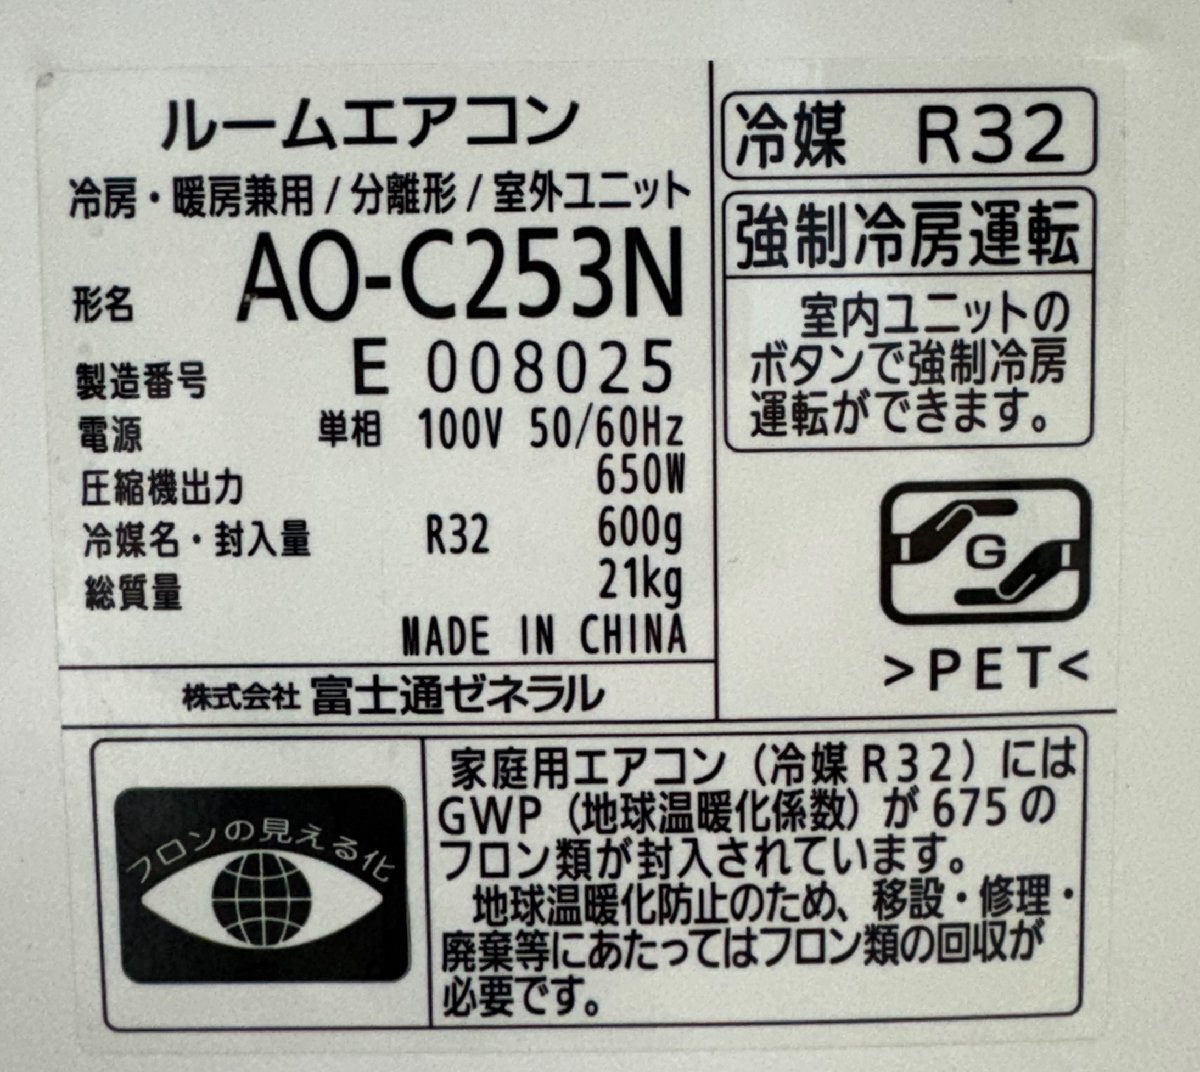 ルームエアコン
冷房・暖房兼用/分離形/室外ユニット
形名 AO-C253N
製造番号 E 008025
電源 単相 100V 50/60Hz
圧縮機出力 650W
冷媒名・封入量 R32 600g
総質量 21kg
MADE IN CHINA
株式会社 富士通ゼネラル
冷媒 R32
強制冷房運転
室内ユニットの
ボタンで強制冷房
運転ができます。
G
>PET<
フロンの見える化
家庭用エアコン（冷媒R32）には
GWP（地球温暖化係数）が675の
フロン類が封入されています。
地球温暖化防止のため、移設・修理・
廃棄等にあたってはフロン類の回収が
必要です。